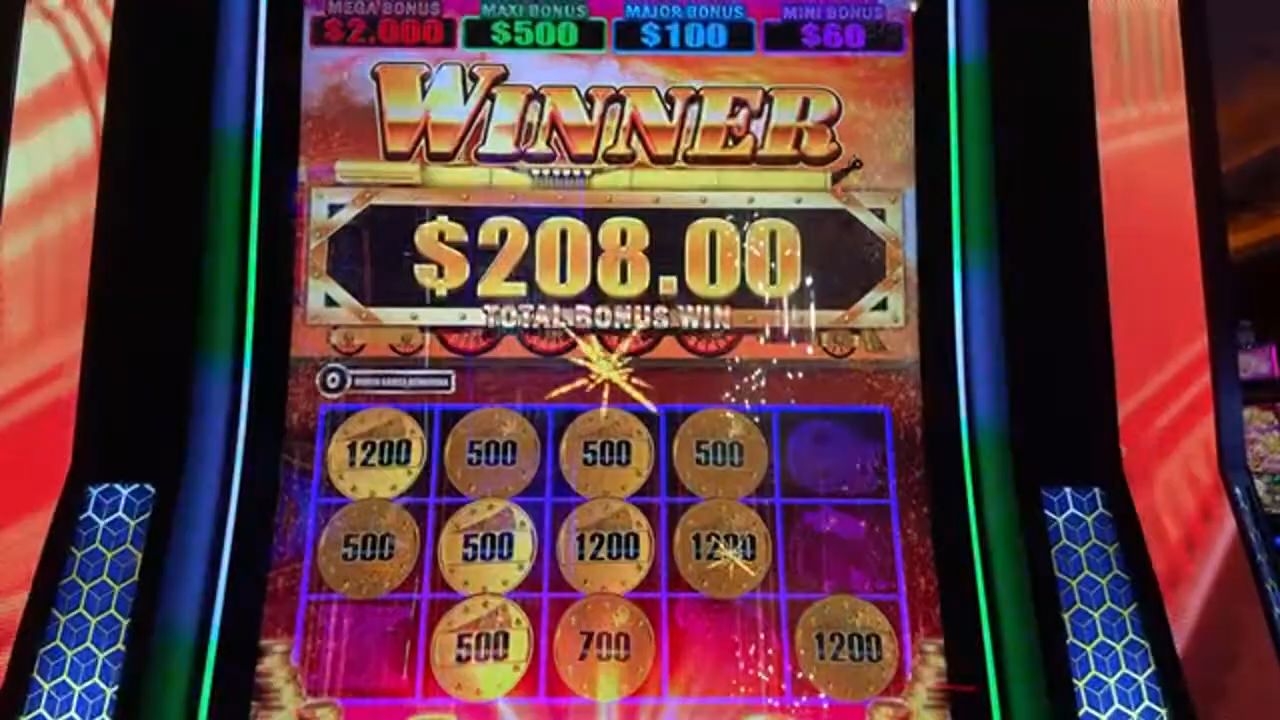 MEGA BONUS MAXI BONUS MAJOR BONUS MINI BONUS
$2,000 $500 $100 $60
WINNER
$208.00
TOTAL BONUS WIN
0
1200 500 500 500
500 500 1200 1200
500 700 1200